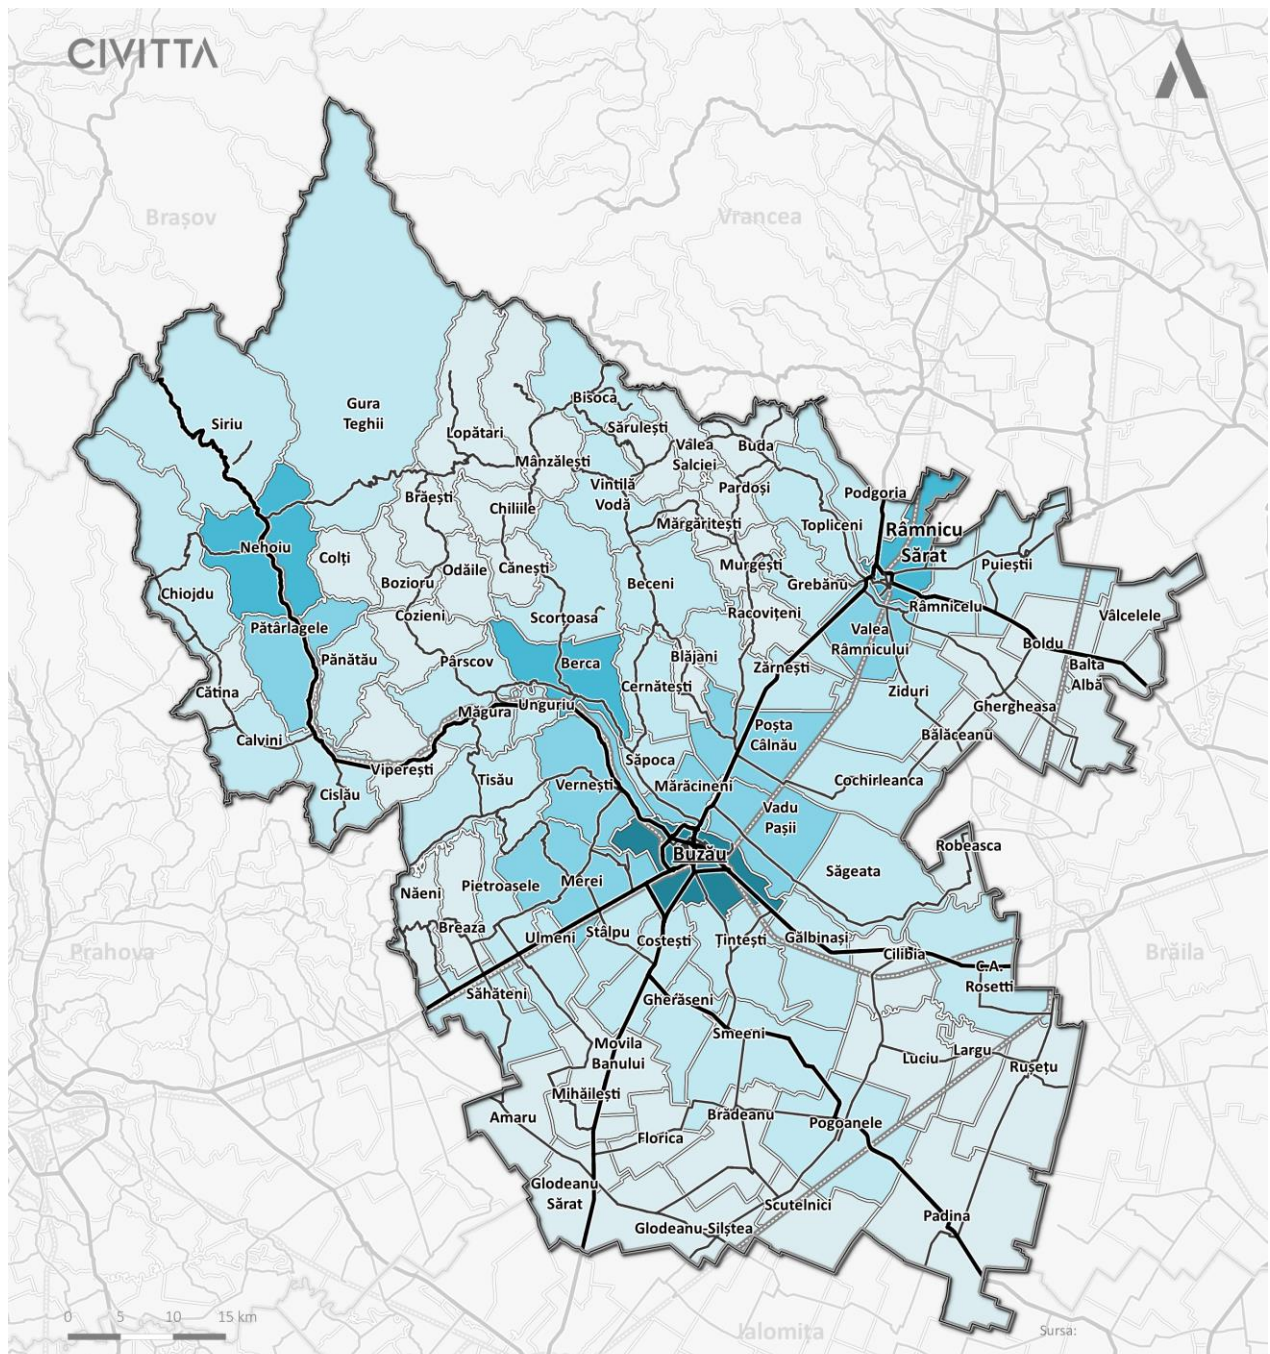 CIVITTA
Brașov
Vrancea
Siriu
Gura
Teghii
Bisoca
Lopătari
Sărulești
Mânzălești
Valea
Salciei
Buda
Vintilă
Vodă
Brăești
Chiliile
Pardoși
Podgoria
Mărgăritești
Topliceni
Râmnicu
Sărat
Nehoiu
Colți
Odăile
Cănești
Murgești
Puieștii
Chiojdu
Bozioru
Beceni
Grebănu
Râmnicelu
Vâlcelele
Cozieni
Scorțoasa
Racovițeni
Pătârlagele
Valea
Râmnicului
Boldu
Pănătău
Pârscov
Berca
Blăjani
Zărnești
Balta
Albă
Cătina
Cernătești
Ziduri
Ghergheasa
Măgura
Unguriu
Calvini
Poșta
Câlnău
Bălăceanu
Viperești
Săpoca
Tisău
Vernești
Mărăcineni
Cochirleanca
Cislău
Vadu
Pașii
Buzău
Robeasca
Săgeata
Năeni
Pietroasele
Merei
Breaza
Ulmeni
Stâlpu
Costești
Țintești
Gălbinași
Prahova
Cilibia
Brăila
C.A.
Rosetti
Săhăteni
Gherăseni
Smeeni
Movila
Banului
Luciu
Largu
Rușețu
Mihăilești
Amaru
Brădeanu
Pogoanele
Florica
Glodeanu
Sărat
Scutelnici
Padina
Glodeanu-Siliștea
0 5 10 15 km
Ialomița
Sursa: